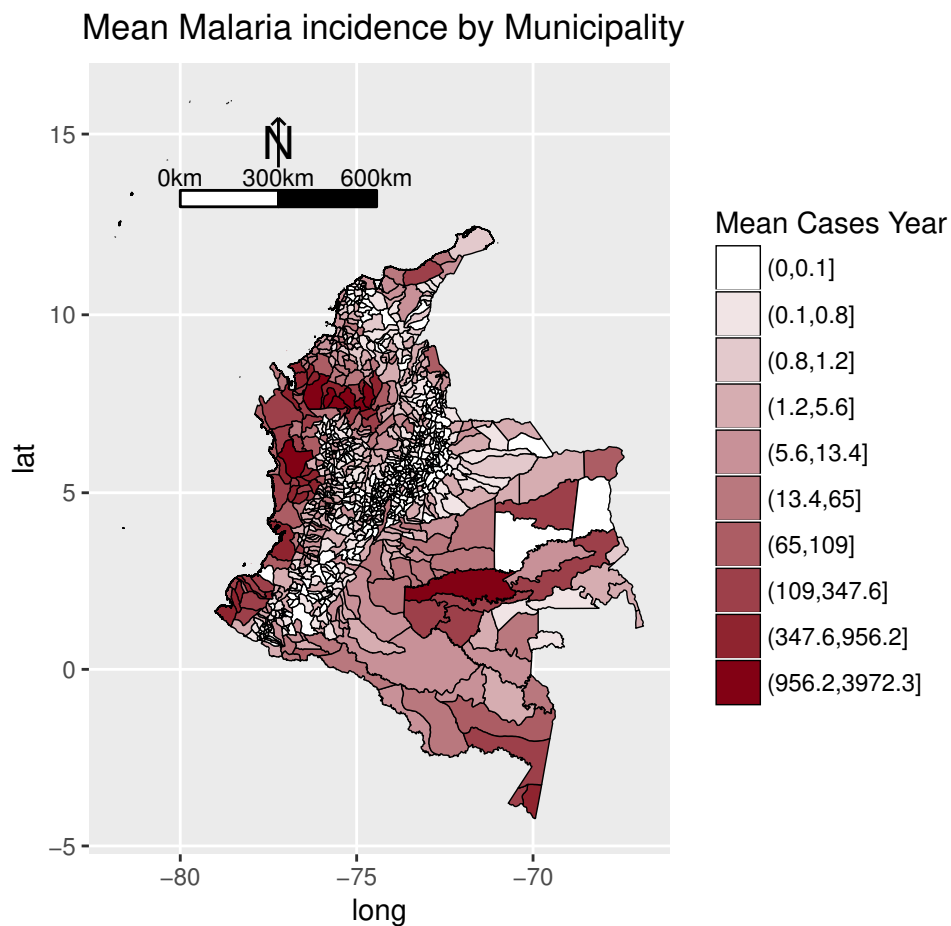 Mean Malaria incidence by Municipality
N
0km 300km 600km
15
10
5
0
−5
lat
−80 −75 −70
long
Mean Cases Year
(0,0.1]
(0.1,0.8]
(0.8,1.2]
(1.2,5.6]
(5.6,13.4]
(13.4,65]
(65,109]
(109,347.6]
(347.6,956.2]
(956.2,3972.3]